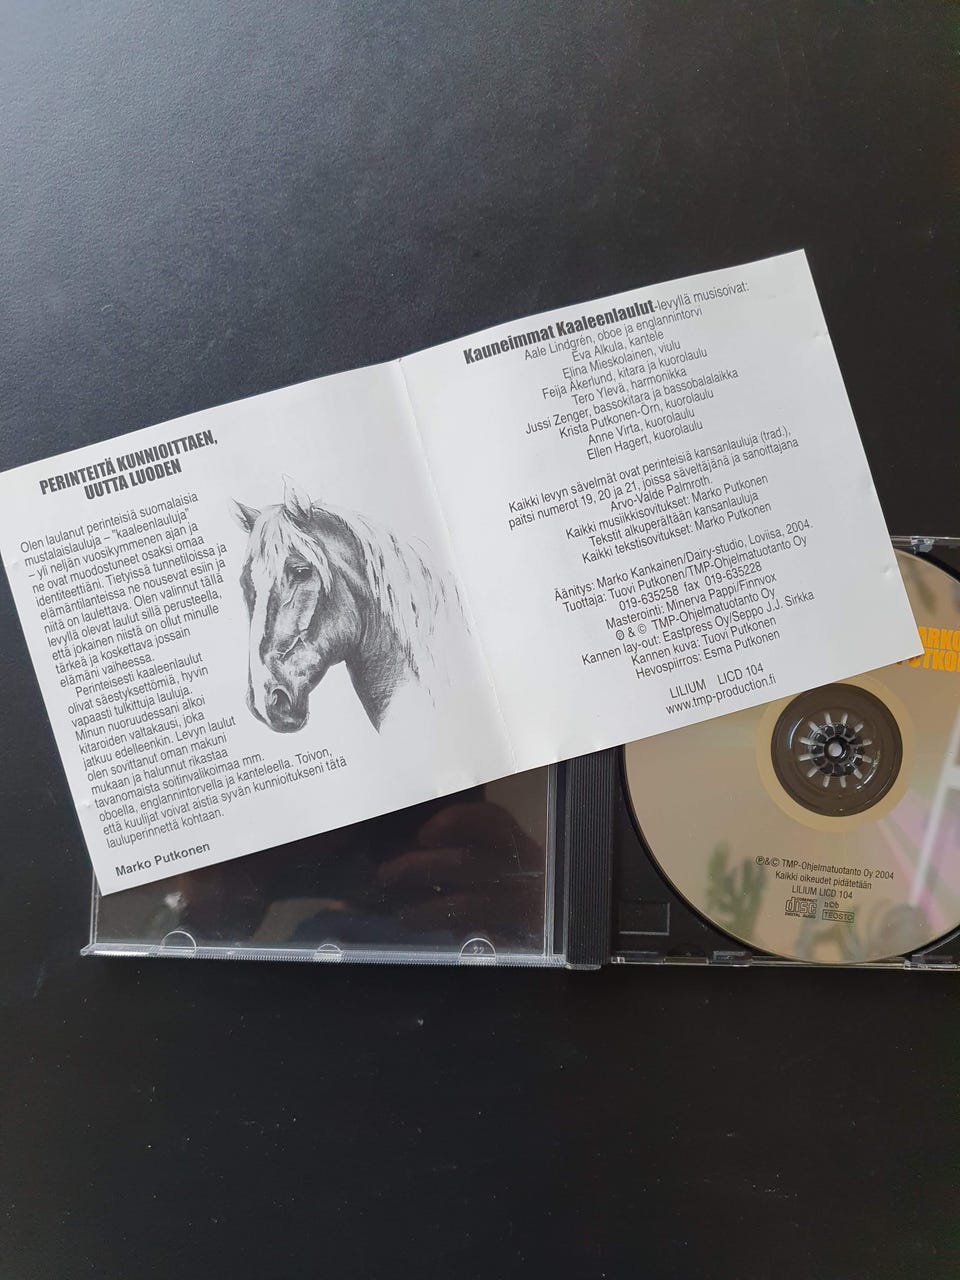 PERINTEITÄ KUNNIOITTAEN,
UUTTA LUODEN
Olen laulanut perinteisiä suomalaisia
mustalaislauluja – "kaaleenlauluja"
– yli neljän vuosikymmenen ajan ja
ne ovat muodostuneet osaksi omaa
identiteettiäni. Tietyissä tunnetiloissa ja
elämäntilanteissa ne nousevat esiin ja
niitä on laulettava. Olen valinnut tällä
levyllä olevat laulut sillä perusteella,
että jokainen niistä on ollut minulle
tärkeä ja koskettava jossain
elämäni vaiheessa.
Perinteisesti kaaleenlaulut
olivat säestyksettömiä, hyvin
vapaasti tulkittuja lauluja.
Minun nuoruudessani alkoi
kitaroiden valtakausi, joka
jatkuu edelleenkin. Levyn laulut
olen sovittanut oman makuni
mukaan ja halunnut rikastaa
tavanomaista soitinvalikoimaa mm.
oboella, englannintorvella ja kanteleella. Toivon,
että kuulijat voivat aistia syvän kunnioitukseni tätä
lauluperinnettä kohtaan.
Marko Putkonen
Kauneimmat Kaaleenlaulut-levyllä musisoivat:
Aale Lindgrén, oboe ja englannintorvi
Eva Alkula, kantele
Elina Mieskolainen, viulu
Feija Åkerlund, kitara ja kuorolaulu
Tero Ylevä, harmonikka
Jussi Zenger, bassokitara ja bassobalalaikka
Krista Putkonen-Örn, kuorolaulu
Anne Virta, kuorolaulu
Ellen Hagert, kuorolaulu
Kaikki levyn sävelmät ovat perinteisiä kansanlauluja (trad.),
paitsi numerot 19, 20 ja 21, joissa säveltäjänä ja sanoittajana
Arvo-Valde Palmroth.
Kaikki musiikkisovitukset: Marko Putkonen
Tekstit alkuperältään kansanlauluja
Kaikki tekstisovitukset: Marko Putkonen
Äänitys: Marko Kankainen/Dairy-studio, Loviisa, 2004.
Tuottaja: Tuovi Putkonen/TMP-Ohjelmatuotanto Oy
019-635258 fax 019-635228
Masterointi: Minerva Pappi/Finnvox
℗ & © TMP-Ohjelmatuotanto Oy
Kannen lay-out: Eastpress Oy/Seppo J.J. Sirkka
Kannen kuva: Tuovi Putkonen
Hevospiirros: Esma Putkonen
LILIUM LICD 104
www.tmp-production.fi
℗&© TMP-Ohjelmatuotanto Oy 2004
Kaikki oikeudet pidätetään
LILIUM LICD 104
COMPACT
disc
DIGITAL AUDIO
n©b
TEOSTO